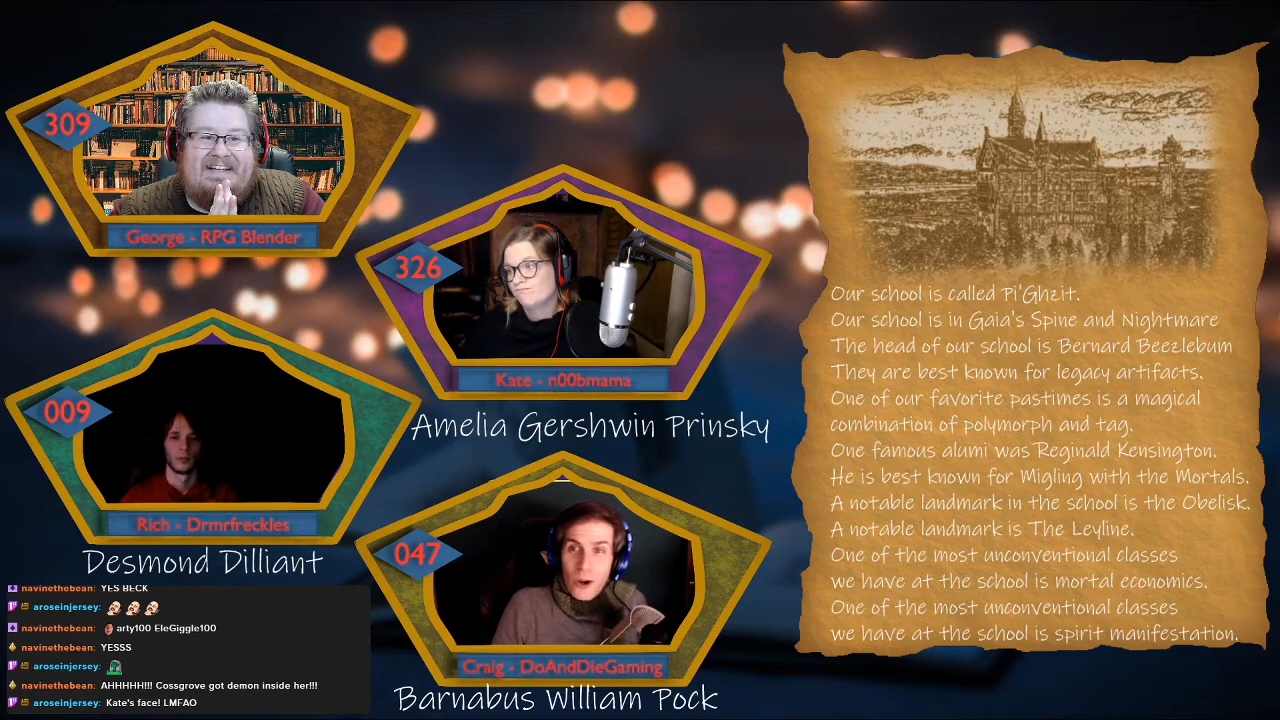 309
George - RPG Blender
326
Kate - n00bmama
Amelia Gershwin Prinsky
009
Rich - Drmrfreckles
Desmond Dilliant
047
Craig - DoAndDieGaming
Barnabus William Pock
navinethebean: YES BECK
aroseinjersey:
navinethebean: arty100 EleGiggle100
navinethebean: YESSS
aroseinjersey:
navinethebean: AHHHHH!!! Cossgrove got demon inside her!!!
aroseinjersey: Kate's face! LMFAO
Our school is called Pi'Ghzit.
Our school is in Gaia's Spine and Nightmare
The head of our school is Bernard Beezlebum
They are best known for legacy artifacts.
One of our favorite pastimes is a magical
combination of polymorph and tag.
One famous alumi was Reginald Kensington.
He is best known for Migling with the Mortals.
A notable landmark in the school is the Obelisk.
A notable landmark is The Leyline.
One of the most unconventional classes
we have at the school is mortal economics.
One of the most unconventional classes
we have at the school is spirit manifestation.